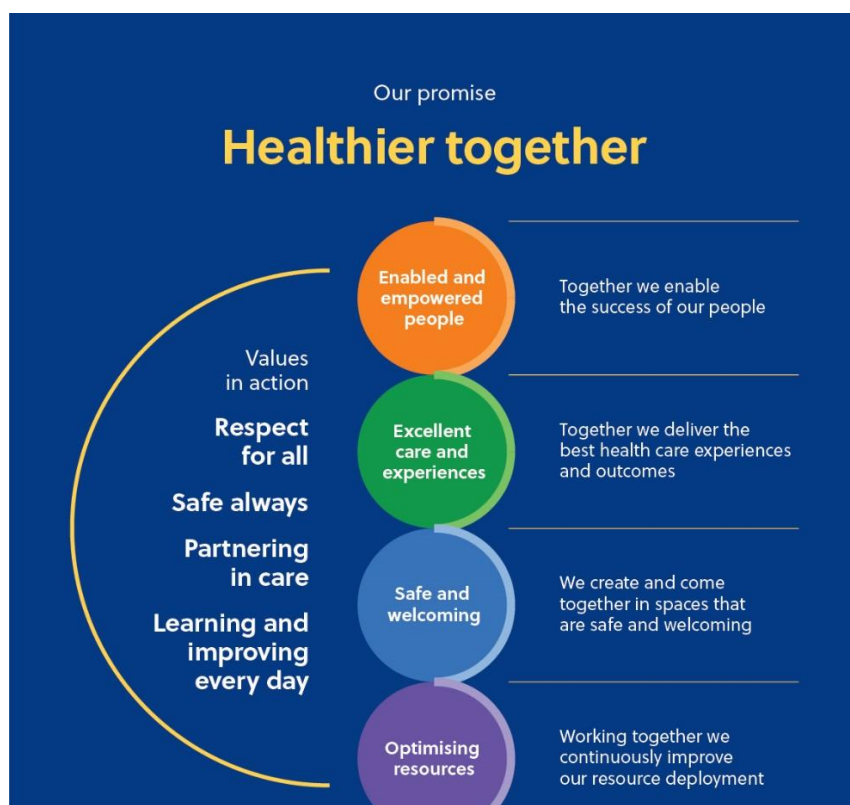 Our promise
Healthier together
Values
in action
Respect
for all
Safe always
Partnering
in care
Learning and
improving
every day
Enabled and
empowered
people
Together we enable
the success of our people
Excellent
care and
experiences
Together we deliver the
best health care experiences
and outcomes
Safe and
welcoming
We create and come
together in spaces that
are safe and welcoming
Optimising
resources
Working together we
continuously improve
our resource deployment